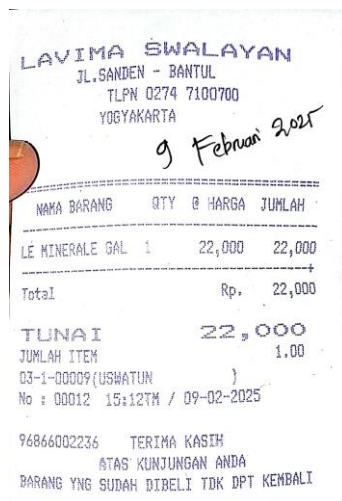 LAVIMA SWALAYAN
JL.SANDEN - BANTUL
TLPN 0274 7100700
YOGYAKARTA
9 Februari 2025
NAMA BARANG QTY @ HARGA JUMLAH
LE MINERALE GAL 1 22,000 22,000
Total Rp. 22,000
TUNAI 22,000
JUMLAH ITEM 1.00
03-1-00009(USWATUN )
No : 00012 15:12TM / 09-02-2025
96866002236 TERIMA KASIH
ATAS KUNJUNGAN ANDA
BARANG YNG SUDAH DIBELI TDK DPT KEMBALI